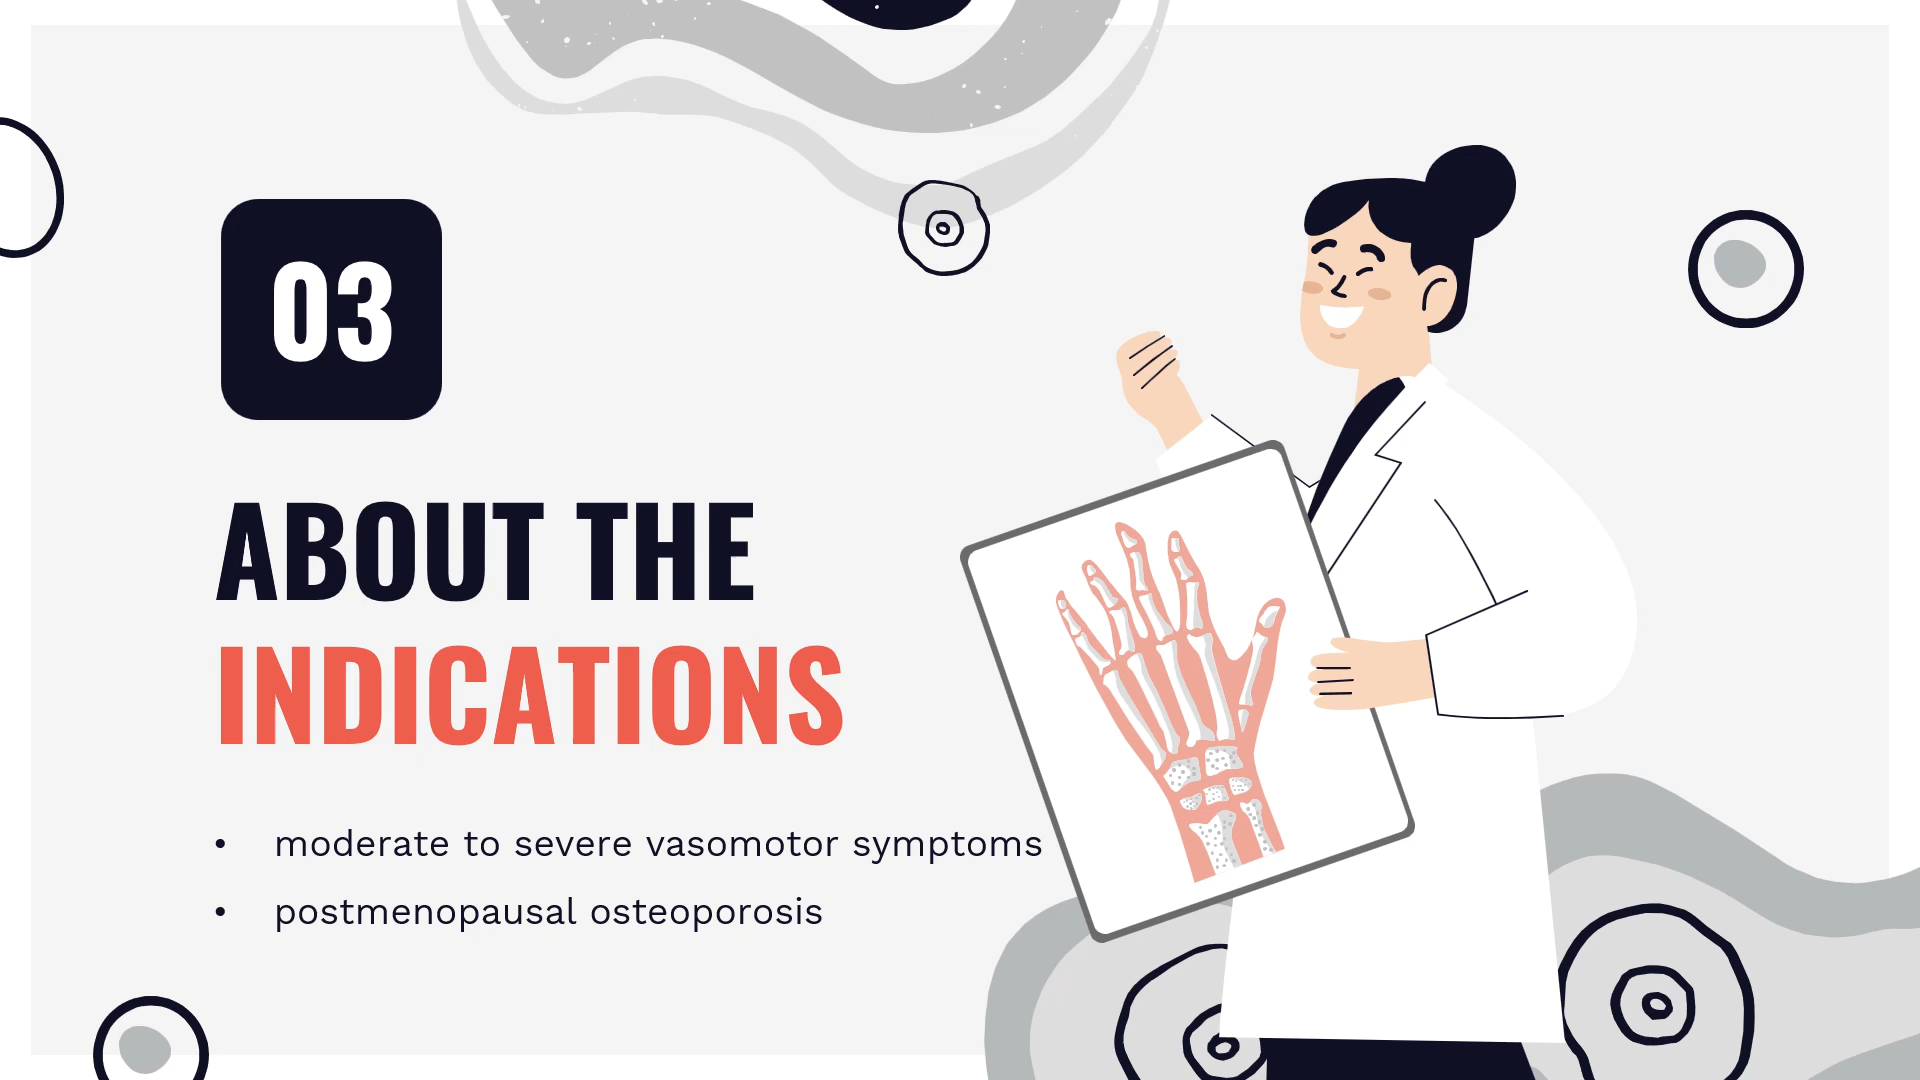 03
ABOUT THE
INDICATIONS
• moderate to severe vasomotor symptoms
• postmenopausal osteoporosis